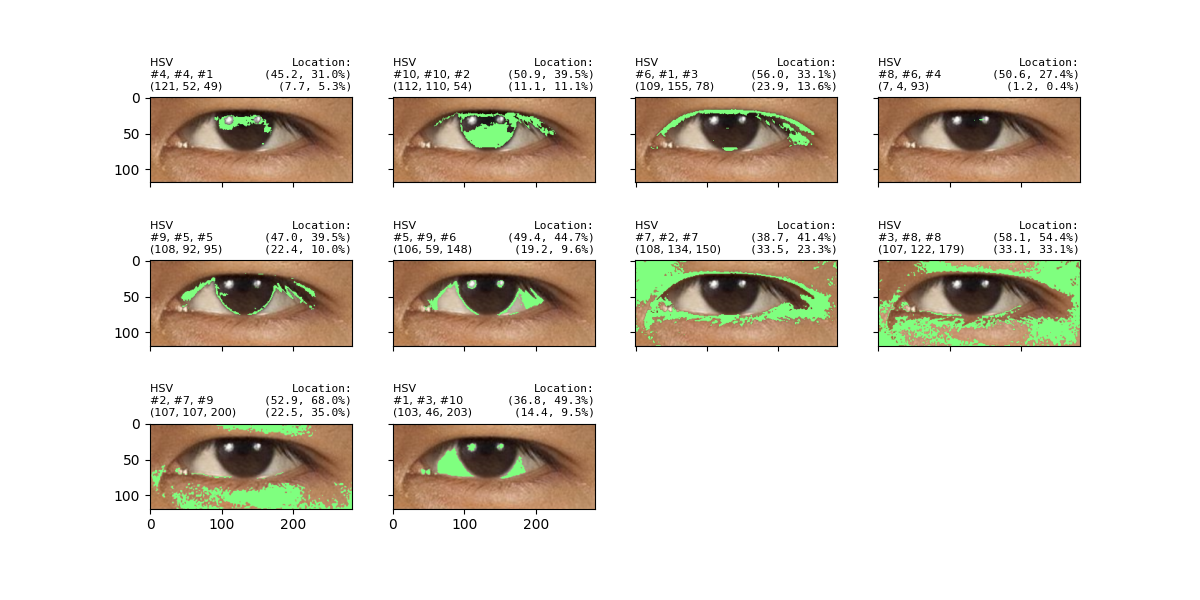 HSV Location:
#4, #4, #1 (45.2, 31.0%)
(121, 52, 49) (7.7, 5.3%)
HSV Location:
#10, #10, #2 (50.9, 39.5%)
(112, 110, 54) (11.1, 11.1%)
HSV Location:
#6, #1, #3 (56.0, 33.1%)
(109, 155, 78) (23.9, 13.6%)
HSV Location:
#8, #6, #4 (50.6, 27.4%)
(7, 4, 93) (1.2, 0.4%)
0
50
100
HSV Location:
#9, #5, #5 (47.0, 39.5%)
(108, 92, 95) (22.4, 10.0%)
HSV Location:
#5, #9, #6 (49.4, 44.7%)
(106, 59, 148) (19.2, 9.6%)
HSV Location:
#7, #2, #7 (38.7, 41.4%)
(108, 134, 150) (33.5, 23.3%)
HSV Location:
#3, #8, #8 (58.1, 54.4%)
(107, 122, 179) (33.1, 33.1%)
0
50
100
HSV Location:
#2, #7, #9 (52.9, 68.0%)
(107, 107, 200) (22.5, 35.0%)
HSV Location:
#1, #3, #10 (36.8, 49.3%)
(103, 46, 203) (14.4, 9.5%)
0
50
100
0 100 200
0 100 200